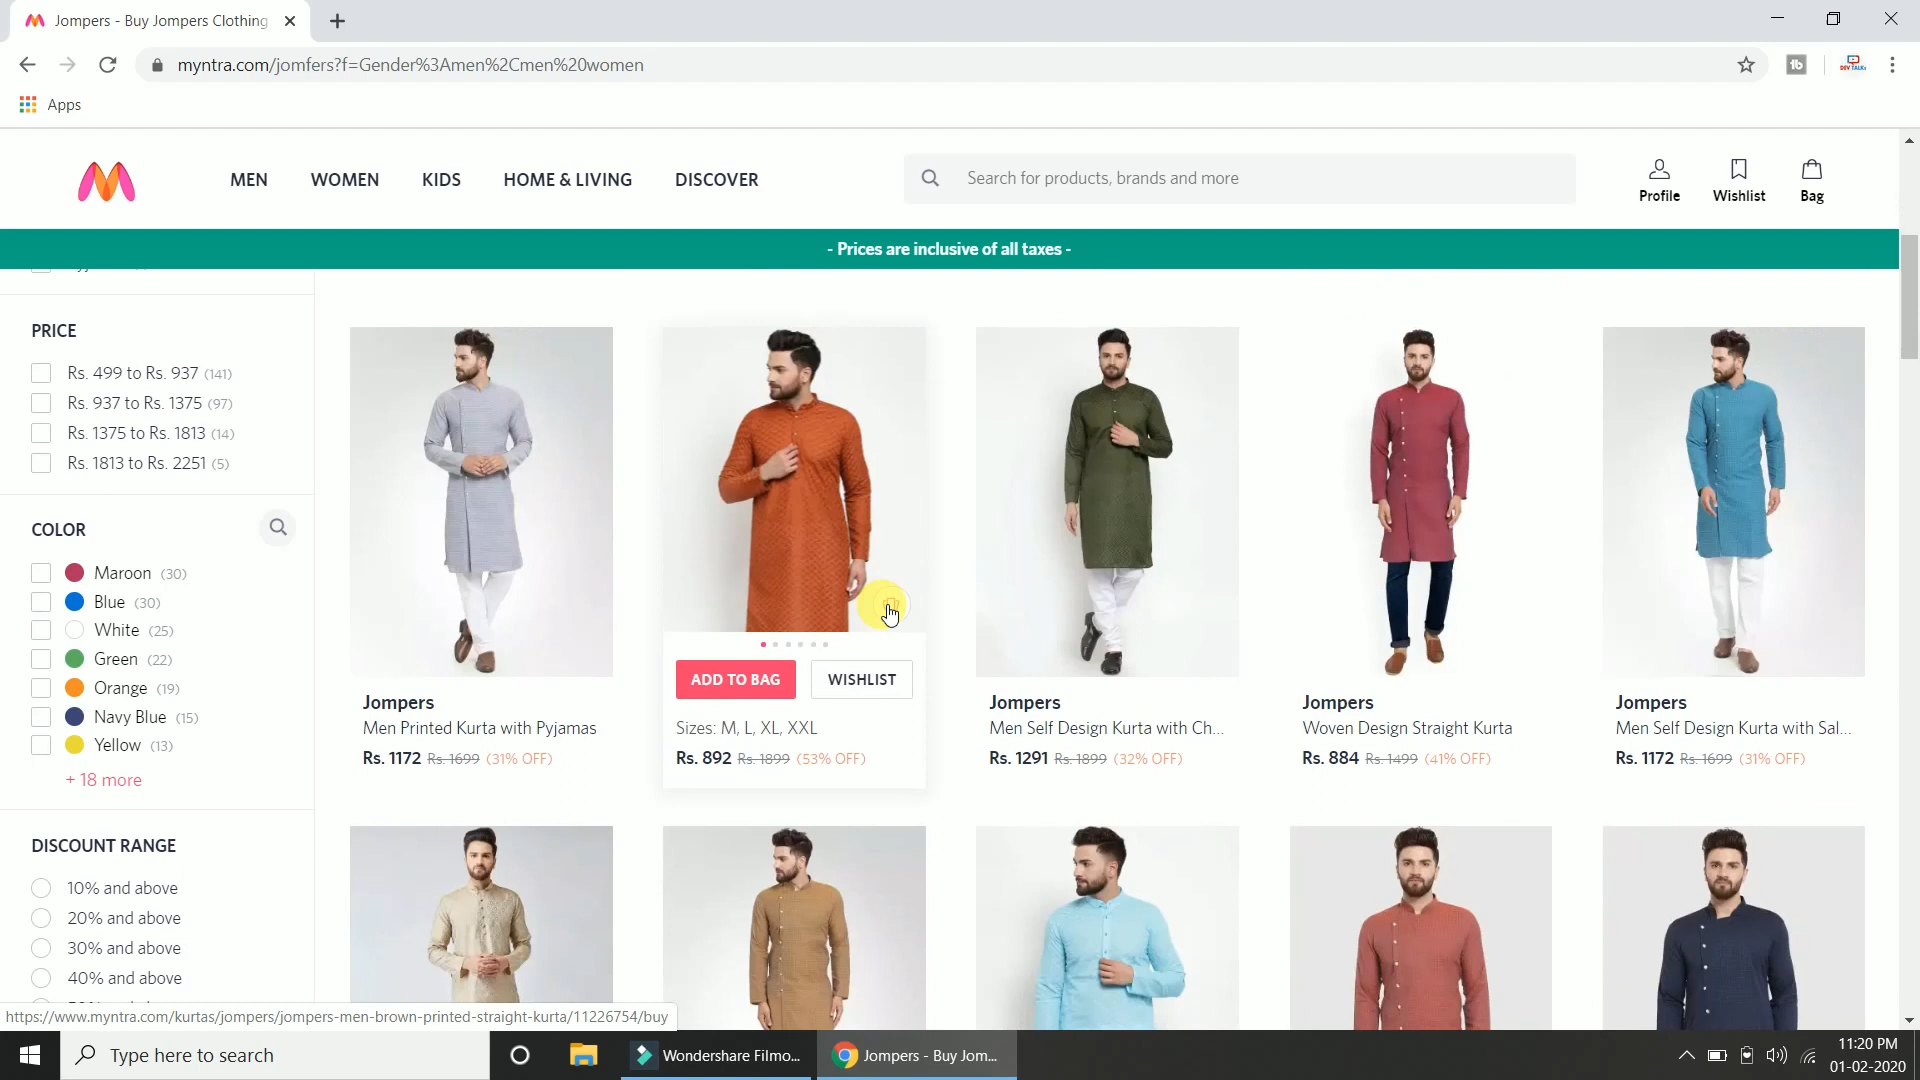 Jompers - Buy Jompers Clothing
myntra.com/jomfers?f=Gender%3Amen%2Cmen%20women
DEV TALKs
Apps
MEN
WOMEN
KIDS
HOME & LIVING
DISCOVER
Search for products, brands and more
Profile
Wishlist
Bag
- Prices are inclusive of all taxes -
PRICE
Rs. 499 to Rs. 937 (141)
Rs. 937 to Rs. 1375 (97)
Rs. 1375 to Rs. 1813 (14)
Rs. 1813 to Rs. 2251 (5)
COLOR
Maroon (30)
Blue (30)
White (25)
Green (22)
Orange (19)
Navy Blue (15)
Yellow (13)
+ 18 more
DISCOUNT RANGE
10% and above
20% and above
30% and above
40% and above
Jompers
Men Printed Kurta with Pyjamas
Rs. 1172 Rs. 1699 (31% OFF)
ADD TO BAG
WISHLIST
Sizes: M, L, XL, XXL
Rs. 892 Rs. 1899 (53% OFF)
Jompers
Men Self Design Kurta with Ch...
Rs. 1291 Rs. 1899 (32% OFF)
Jompers
Woven Design Straight Kurta
Rs. 884 Rs. 1499 (41% OFF)
Jompers
Men Self Design Kurta with Sal...
Rs. 1172 Rs. 1699 (31% OFF)
https://www.myntra.com/kurtas/jompers/jompers-men-brown-printed-straight-kurta/11226754/buy
Type here to search
Wondershare Filmo...
Jompers - Buy Jom...
11:20 PM
01-02-2020